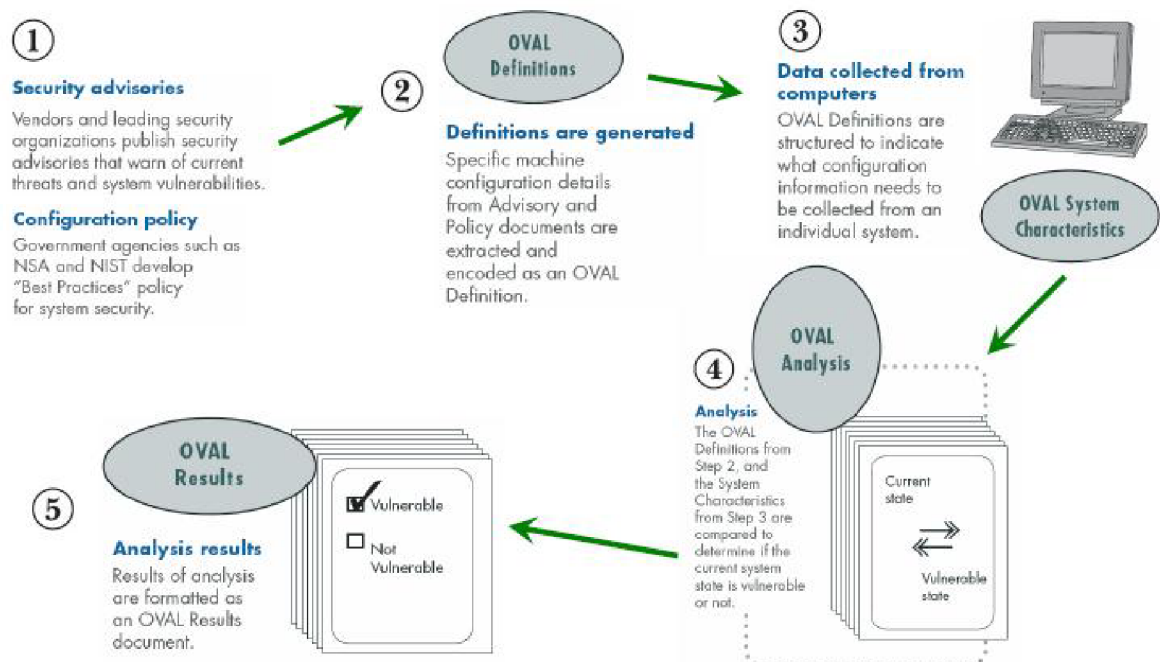 1
Security advisories
Vendors and leading security
organizations publish security
advisories that warn of current
threats and system vulnerabilities.
Configuration policy
Government agencies such as
NSA and NIST develop
"Best Practices" policy
for system security.
2
OVAL
Definitions
Definitions are generated
Specific machine
configuration details
from Advisory and
Policy documents are
extracted and
encoded as an OVAL
Definition.
3
Data collected from
computers
OVAL Definitions are
structured to indicate
what configuration
information needs to
be collected from an
individual system.
OVAL System
Characteristics
4
OVAL
Analysis
Analysis
The OVAL
Definitions from
Step 2, and
the System
Characteristics
from Step 3 are
compared to
determine if the
current system
state is vulnerable
or not.
Current
state
Vulnerable
state
5
OVAL
Results
Analysis results
Results of analysis
are formatted as
an OVAL Results
document.
Vulnerable
Not
Vulnerable